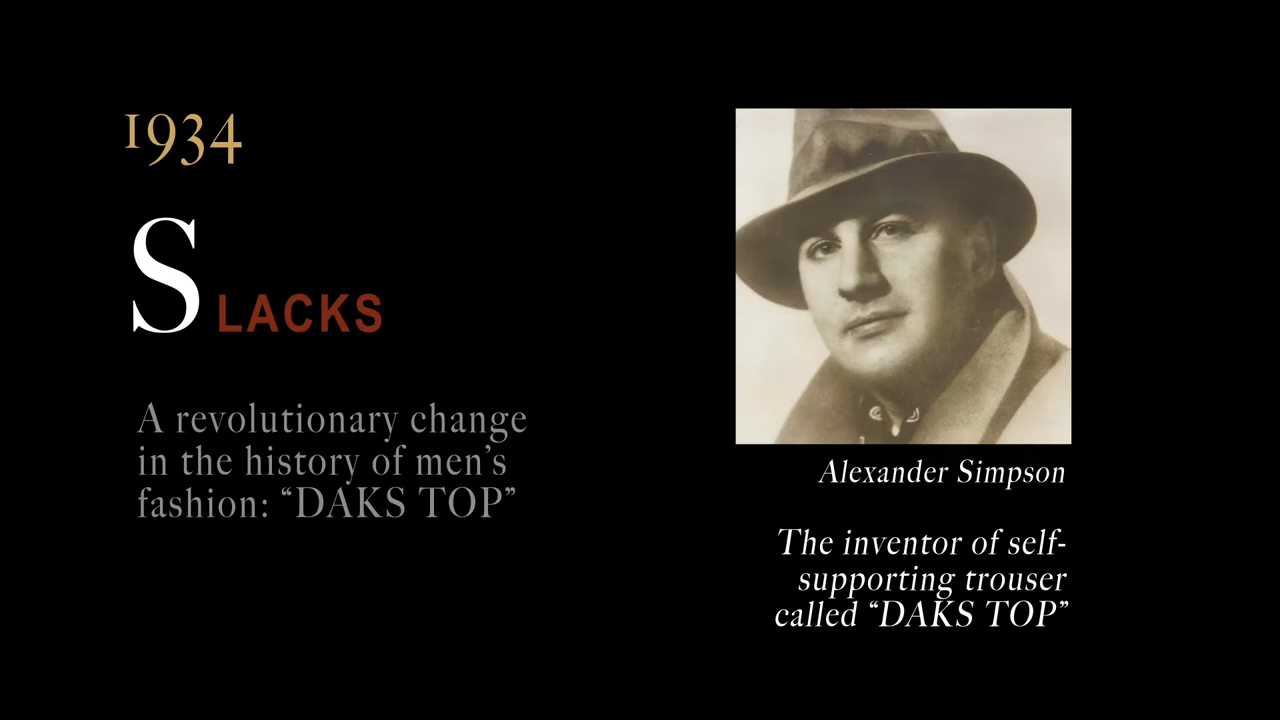 1934
SLACKS
A revolutionary change
in the history of men’s
fashion: “DAKS TOP”
Alexander Simpson
The inventor of self-
supporting trouser
called “DAKS TOP”